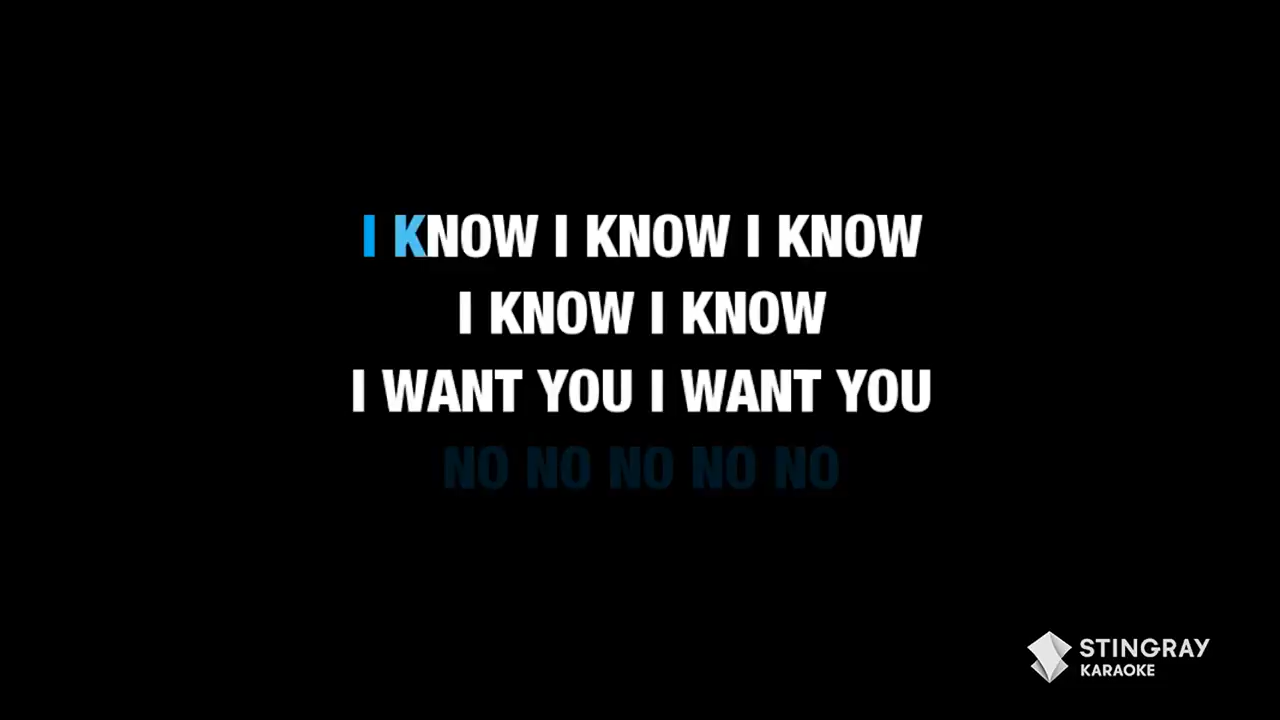 I KNOW I KNOW I KNOW
I KNOW I KNOW
I WANT YOU I WANT YOU
NO NO NO NO NO
STINGRAY
KARAOKE